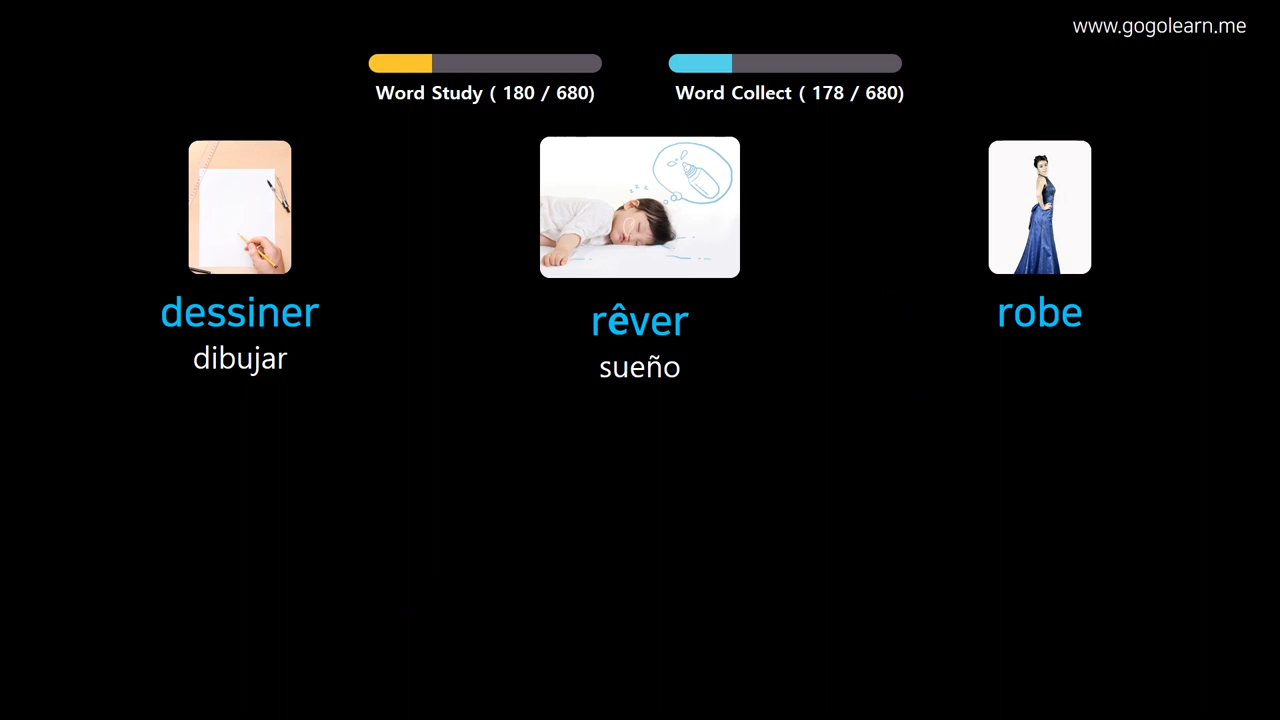 www.gogolearn.me
Word Study ( 180 / 680)
Word Collect ( 178 / 680)
dessiner
dibujar
rêver
sueño
robe